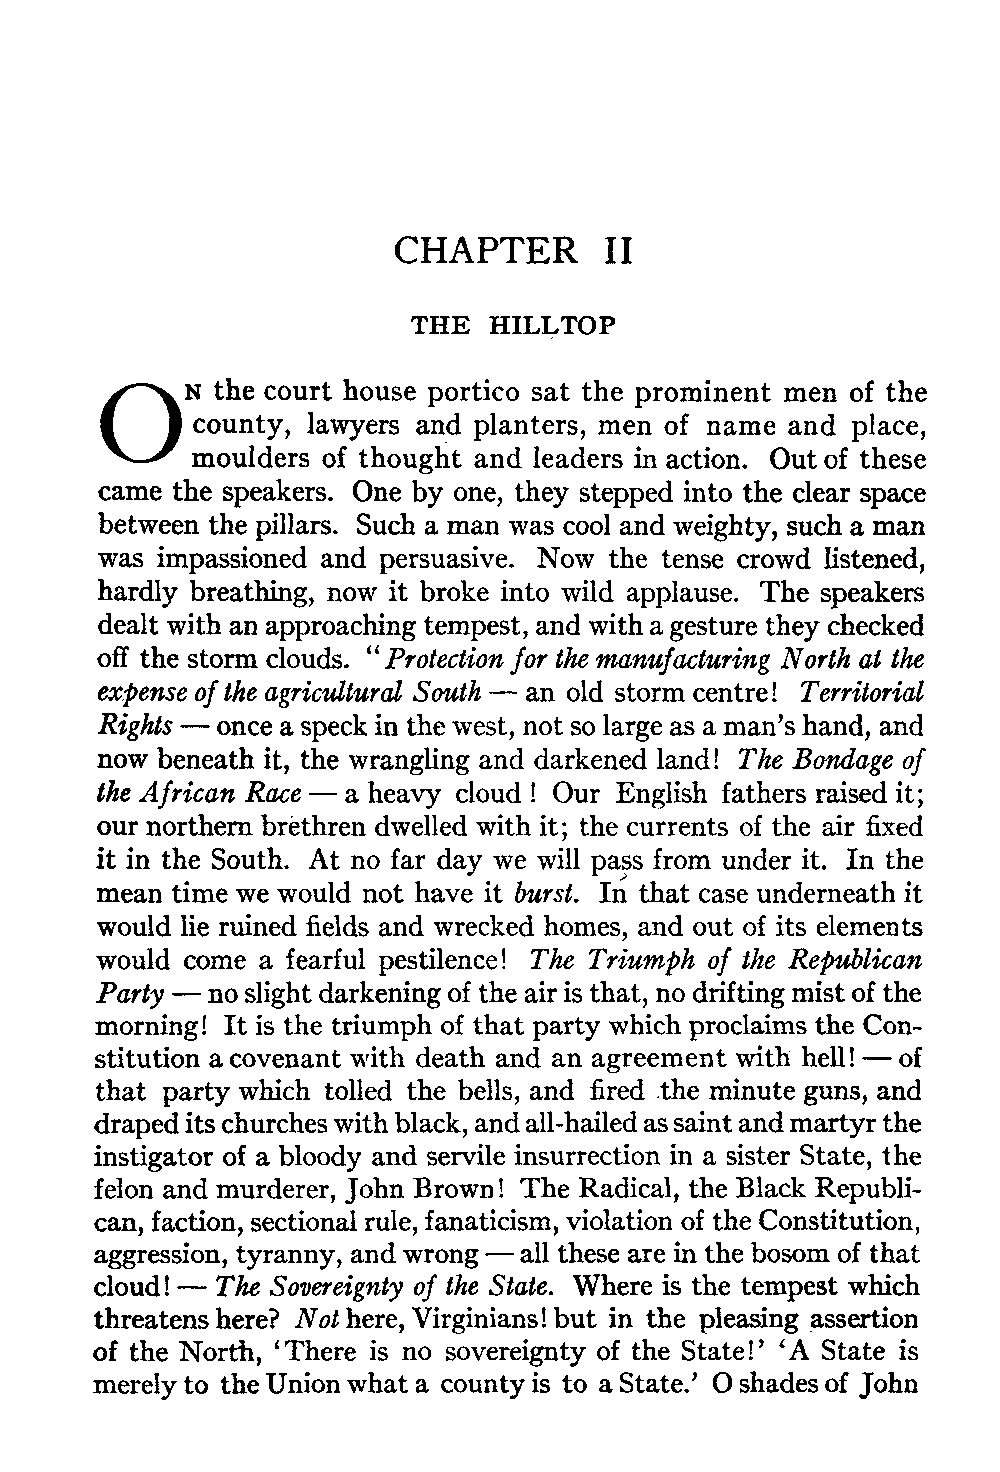 CHAPTER II
THE HILLTOP
ON the court house portico sat the prominent men of the
county, lawyers and planters, men of name and place,
moulders of thought and leaders in action. Out of these
came the speakers. One by one, they stepped into the clear space
between the pillars. Such a man was cool and weighty, such a man
was impassioned and persuasive. Now the tense crowd listened,
hardly breathing, now it broke into wild applause. The speakers
dealt with an approaching tempest, and with a gesture they checked
off the storm clouds. "Protection for the manufacturing North at the
expense of the agricultural South — an old storm centre! Territorial
Rights — once a speck in the west, not so large as a man's hand, and
now beneath it, the wrangling and darkened land! The Bondage of
the African Race — a heavy cloud! Our English fathers raised it;
our northern brethren dwelled with it; the currents of the air fixed
it in the South. At no far day we will pass from under it. In the
mean time we would not have it burst. In that case underneath it
would lie ruined fields and wrecked homes, and out of its elements
would come a fearful pestilence! The Triumph of the Republican
Party — no slight darkening of the air is that, no drifting mist of the
morning! It is the triumph of that party which proclaims the Con-
stitution a covenant with death and an agreement with hell! — of
that party which tolled the bells, and fired the minute guns, and
draped its churches with black, and all-hailed as saint and martyr the
instigator of a bloody and servile insurrection in a sister State, the
felon and murderer, John Brown! The Radical, the Black Republi-
can, faction, sectional rule, fanaticism, violation of the Constitution,
aggression, tyranny, and wrong — all these are in the bosom of that
cloud! — The Sovereignty of the State. Where is the tempest which
threatens here? Not here, Virginians! but in the pleasing assertion
of the North, 'There is no sovereignty of the State!' 'A State is
merely to the Union what a county is to a State.' O shades of John